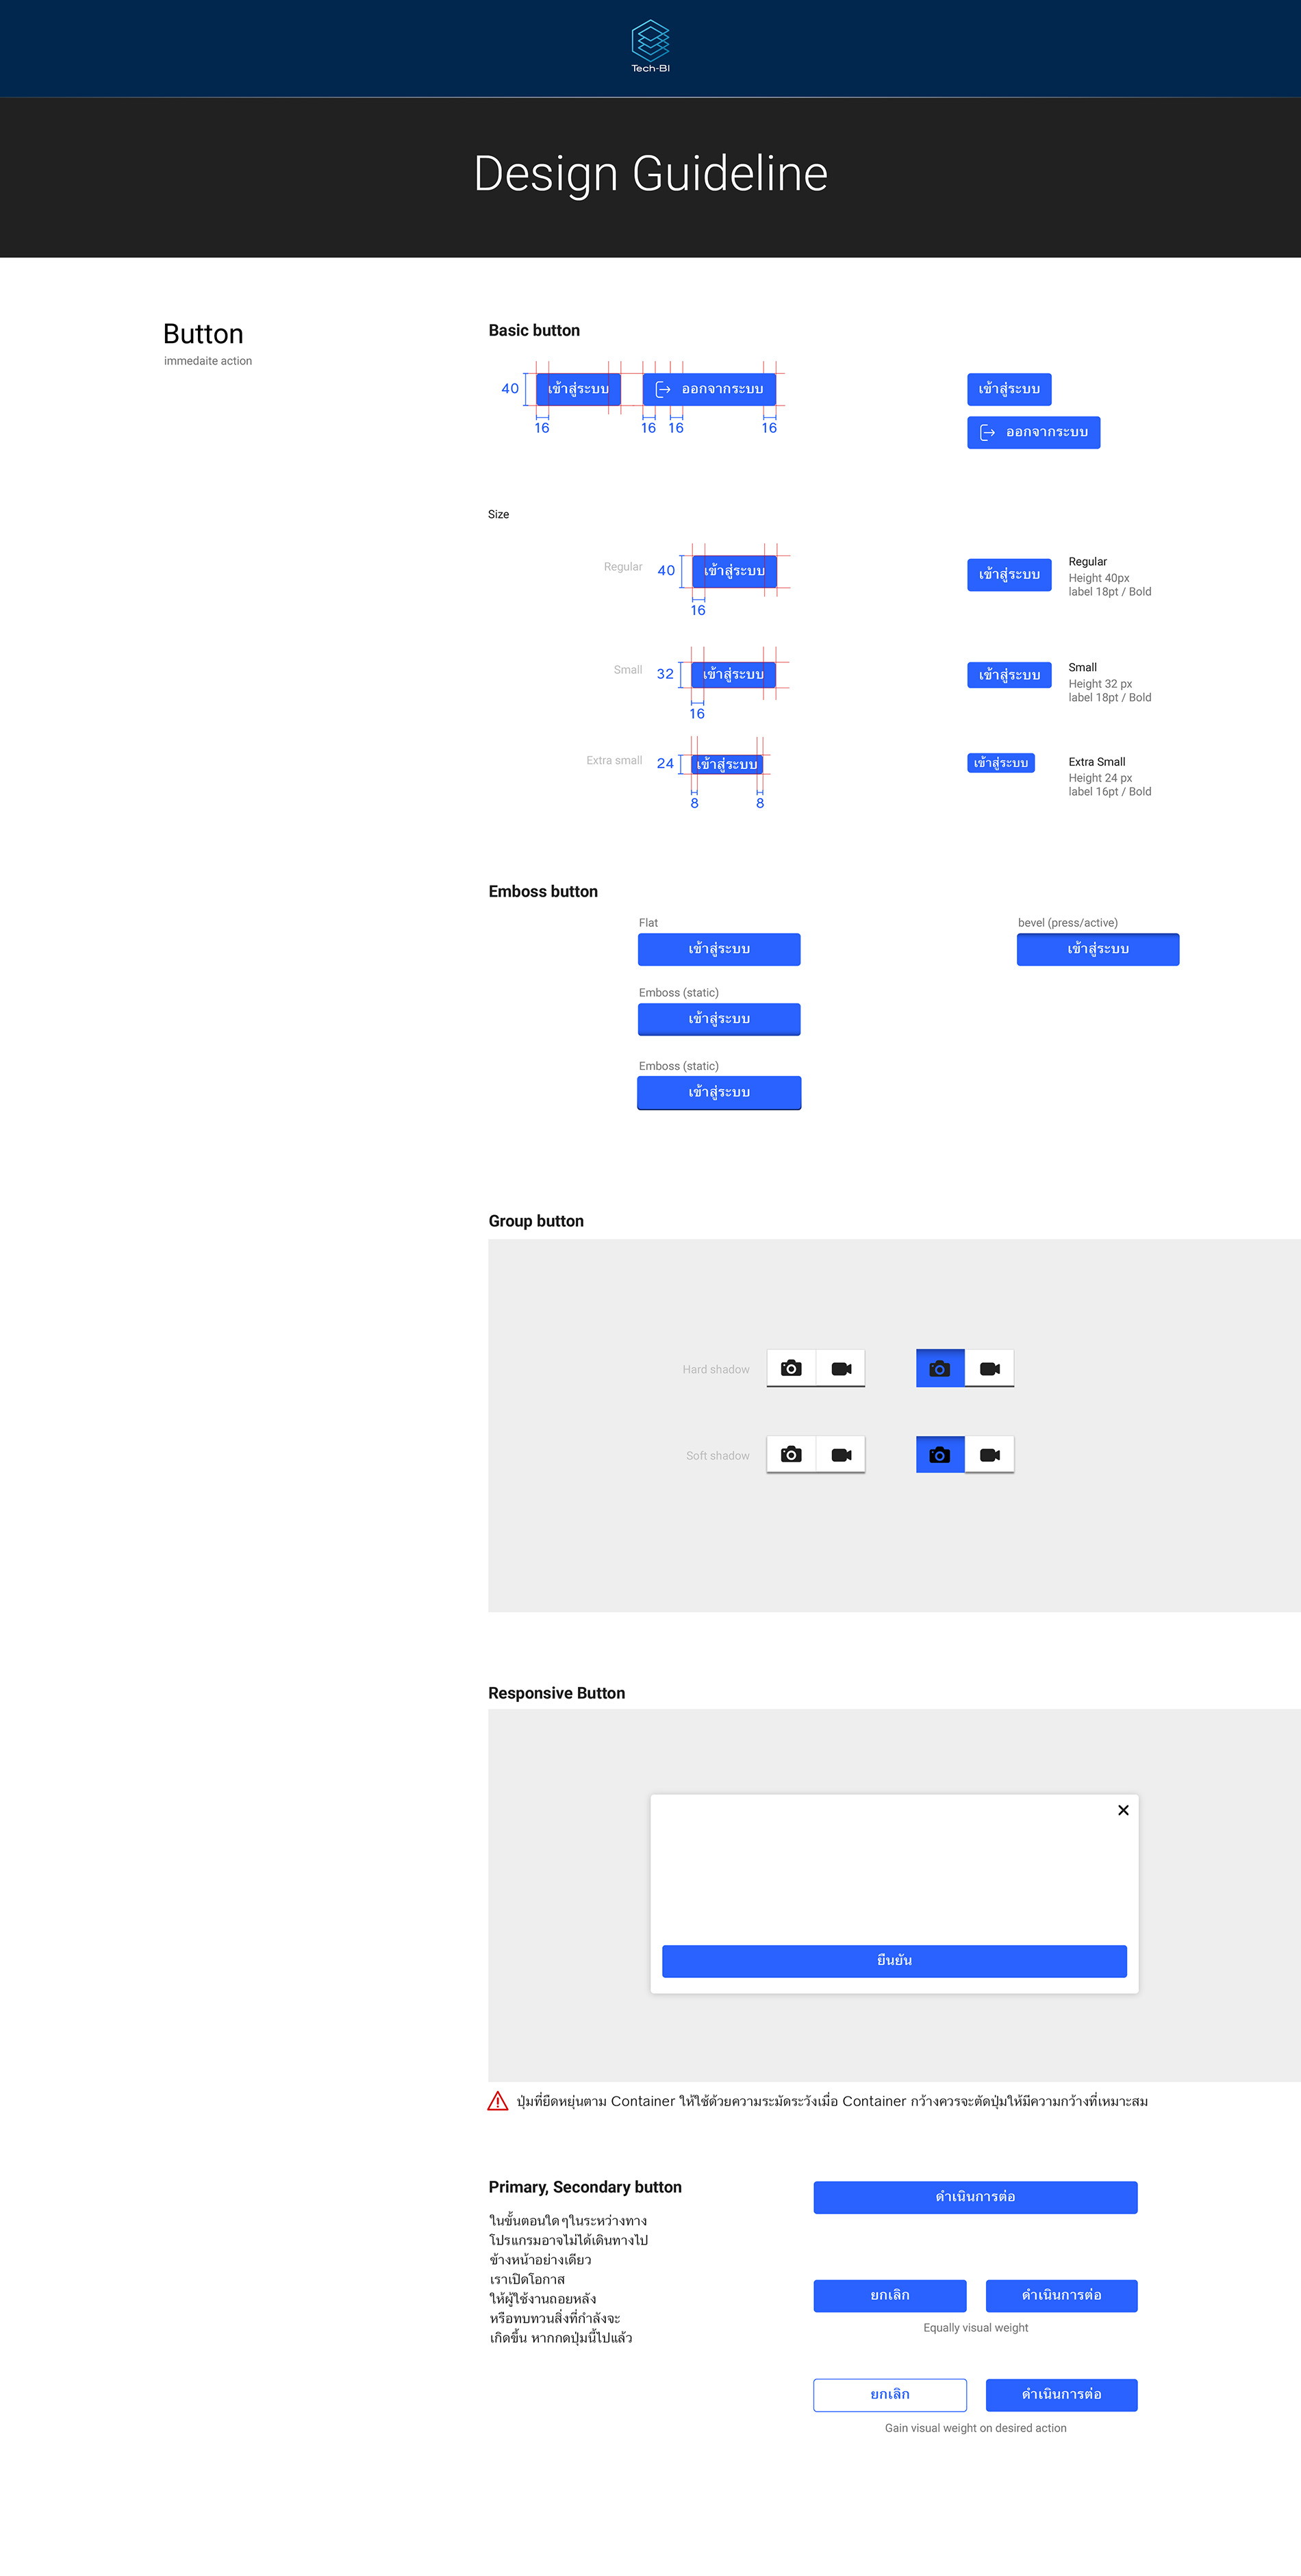 Tech-BI
Design Guideline
Button
immedaite action
Basic button
40
เข้าสู่ระบบ
ออกจากระบบ
16
16
16
16
เข้าสู่ระบบ
ออกจากระบบ
Size
Regular
40
เข้าสู่ระบบ
16
เข้าสู่ระบบ
Regular
Height 40px
label 18pt / Bold
Small
32
เข้าสู่ระบบ
16
เข้าสู่ระบบ
Small
Height 32 px
label 18pt / Bold
Extra small
24
เข้าสู่ระบบ
8
8
เข้าสู่ระบบ
Extra Small
Height 24 px
label 16pt / Bold
Emboss button
Flat
เข้าสู่ระบบ
bevel (press/active)
เข้าสู่ระบบ
Emboss (static)
เข้าสู่ระบบ
Emboss (static)
เข้าสู่ระบบ
Group button
Hard shadow
Soft shadow
Responsive Button
ยืนยัน
ปุ่มที่ยืดหยุ่นตาม Container ให้ใช้ด้วยความระมัดระวังเมื่อ Container กว้างควรจะตัดปุ่มให้มีความกว้างที่เหมาะสม
Primary, Secondary button
ในขั้นตอนใดๆในระหว่างทาง
โปรแกรมอาจไม่ได้เดินทางไป
ข้างหน้าอย่างเดียว
เราเปิดโอกาส
ให้ผู้ใช้งานถอยหลัง
หรือทบทวนสิ่งที่กำลังจะ
เกิดขึ้น หากกดปุ่มนี้ไปแล้ว
ดำเนินการต่อ
ยกเลิก
ดำเนินการต่อ
Equally visual weight
ยกเลิก
ดำเนินการต่อ
Gain visual weight on desired action